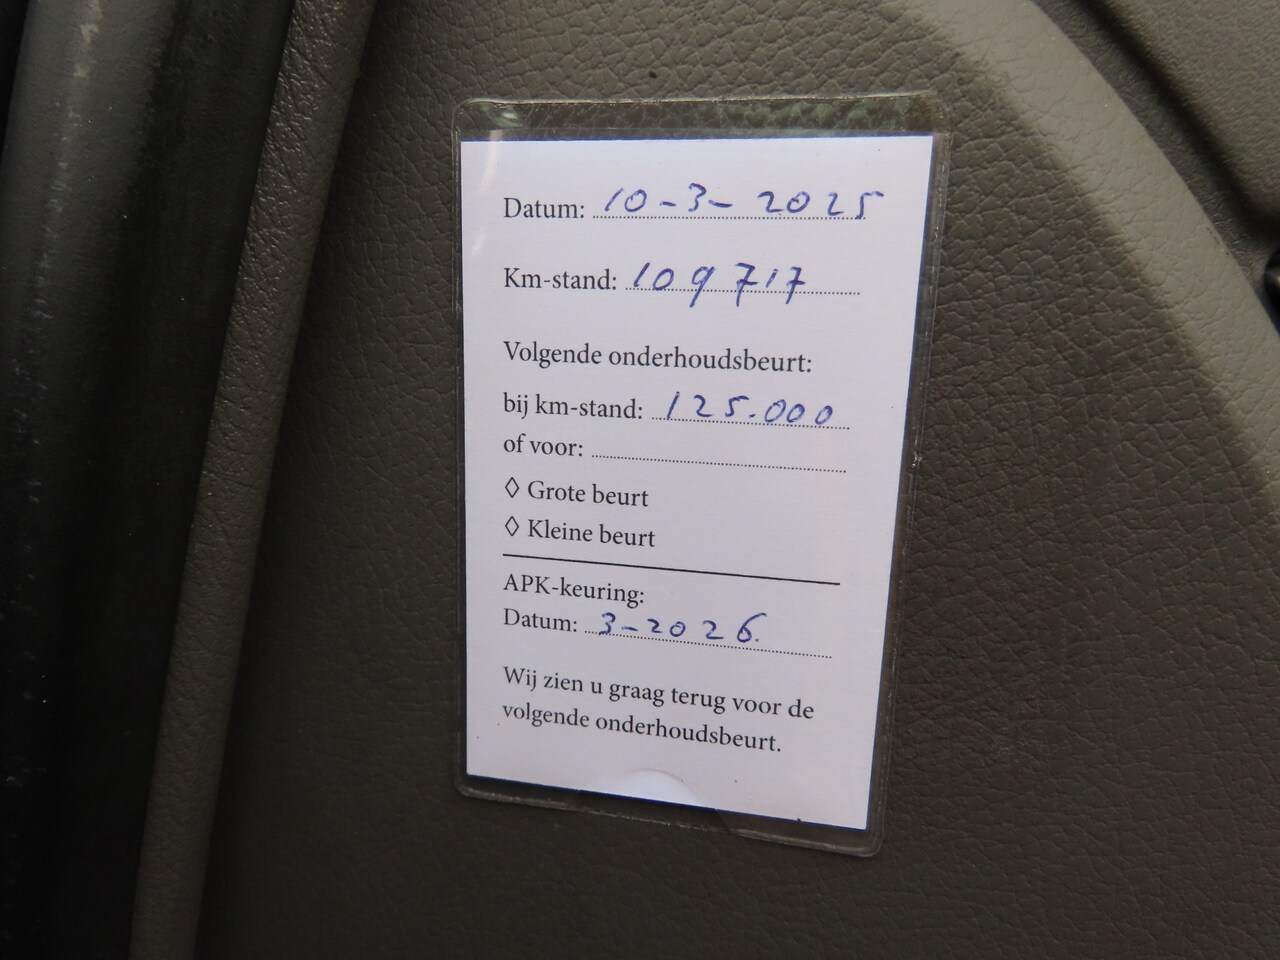 Datum: 10-3-2025
Km-stand: 109717
Volgende onderhoudsbeurt:
bij km-stand: 125.000
of voor:
◊ Grote beurt
◊ Kleine beurt
APK-keuring:
Datum: 3-2026.
Wij zien u graag terug voor de
volgende onderhoudsbeurt.